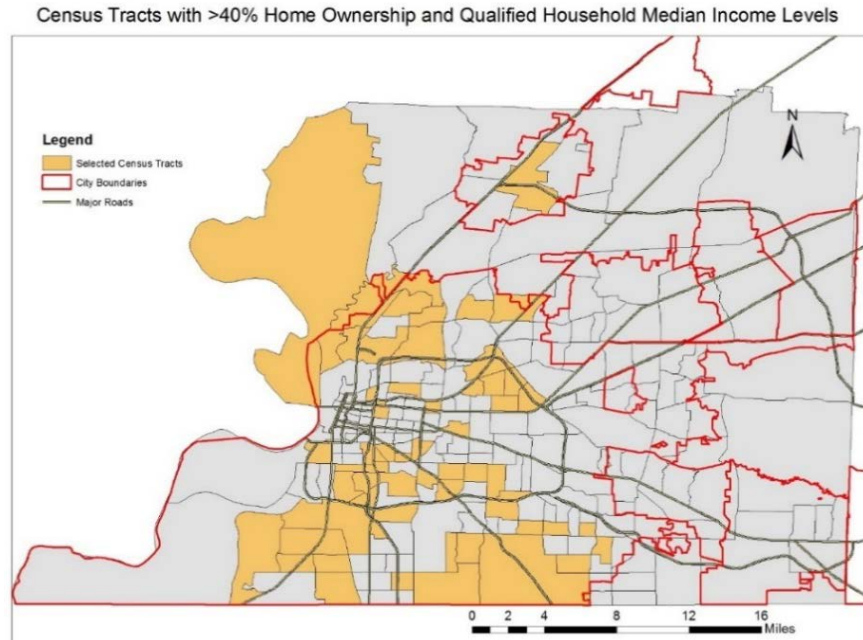 Census Tracts with >40% Home Ownership and Qualified Household Median Income Levels
N
Legend
Selected Census Tracts
City Boundaries
Major Roads
0 2 4 8 12 16
Miles